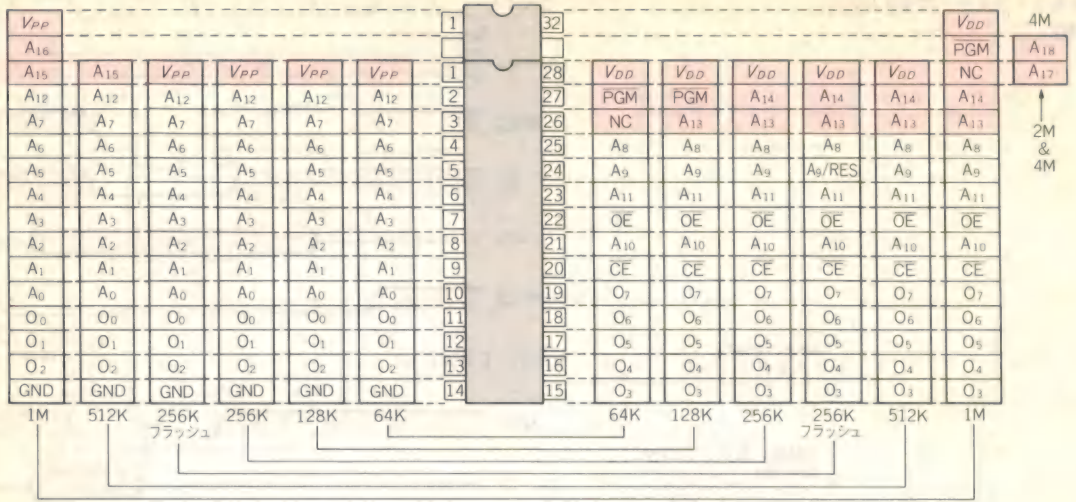 VPP 1 32 VDD 4M
A16 PGM A18
A15 A15 VPP VPP VPP VPP 1 28 VDD VDD VDD VDD VDD NC A17
A12 A12 A12 A12 A12 A12 2 27 PGM PGM A14 A14 A14 A14
A7 A7 A7 A7 A7 A7 3 26 NC A13 A13 A13 A13 A13 2M
A6 A6 A6 A6 A6 A6 4 25 A8 A8 A8 A8 A8 A8 &
A5 A5 A5 A5 A5 A5 5 24 A9 A9 A9 A9/RES A9 A9 4M
A4 A4 A4 A4 A4 A4 6 23 A11 A11 A11 A11 A11 A11
A3 A3 A3 A3 A3 A3 7 22 OE OE OE OE OE OE
A2 A2 A2 A2 A2 A2 8 21 A10 A10 A10 A10 A10 A10
A1 A1 A1 A1 A1 A1 9 20 CE CE CE CE CE CE
A0 A0 A0 A0 A0 A0 10 19 O7 O7 O7 O7 O7 O7
O0 O0 O0 O0 O0 O0 11 18 O6 O6 O6 O6 O6 O6
O1 O1 O1 O1 O1 O1 12 17 O5 O5 O5 O5 O5 O5
O2 O2 O2 O2 O2 O2 13 16 O4 O4 O4 O4 O4 O4
GND GND GND GND GND GND 14 15 O3 O3 O3 O3 O3 O3
1M 512K 256K 256K 128K 64K 64K 128K 256K 256K 512K 1M
フラッシュ フラッシュ